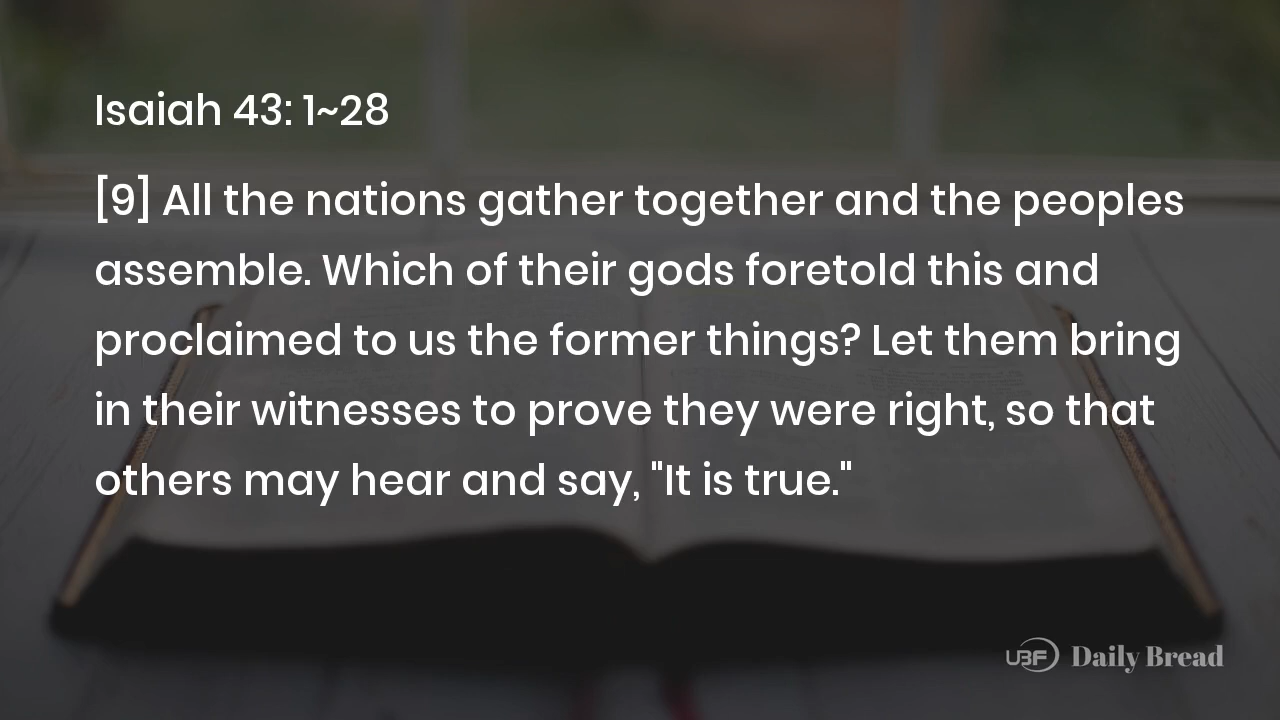 Isaiah 43: 1~28
[9] All the nations gather together and the peoples
assemble. Which of their gods foretold this and
proclaimed to us the former things? Let them bring
in their witnesses to prove they were right, so that
others may hear and say, "It is true."
UBF Daily Bread